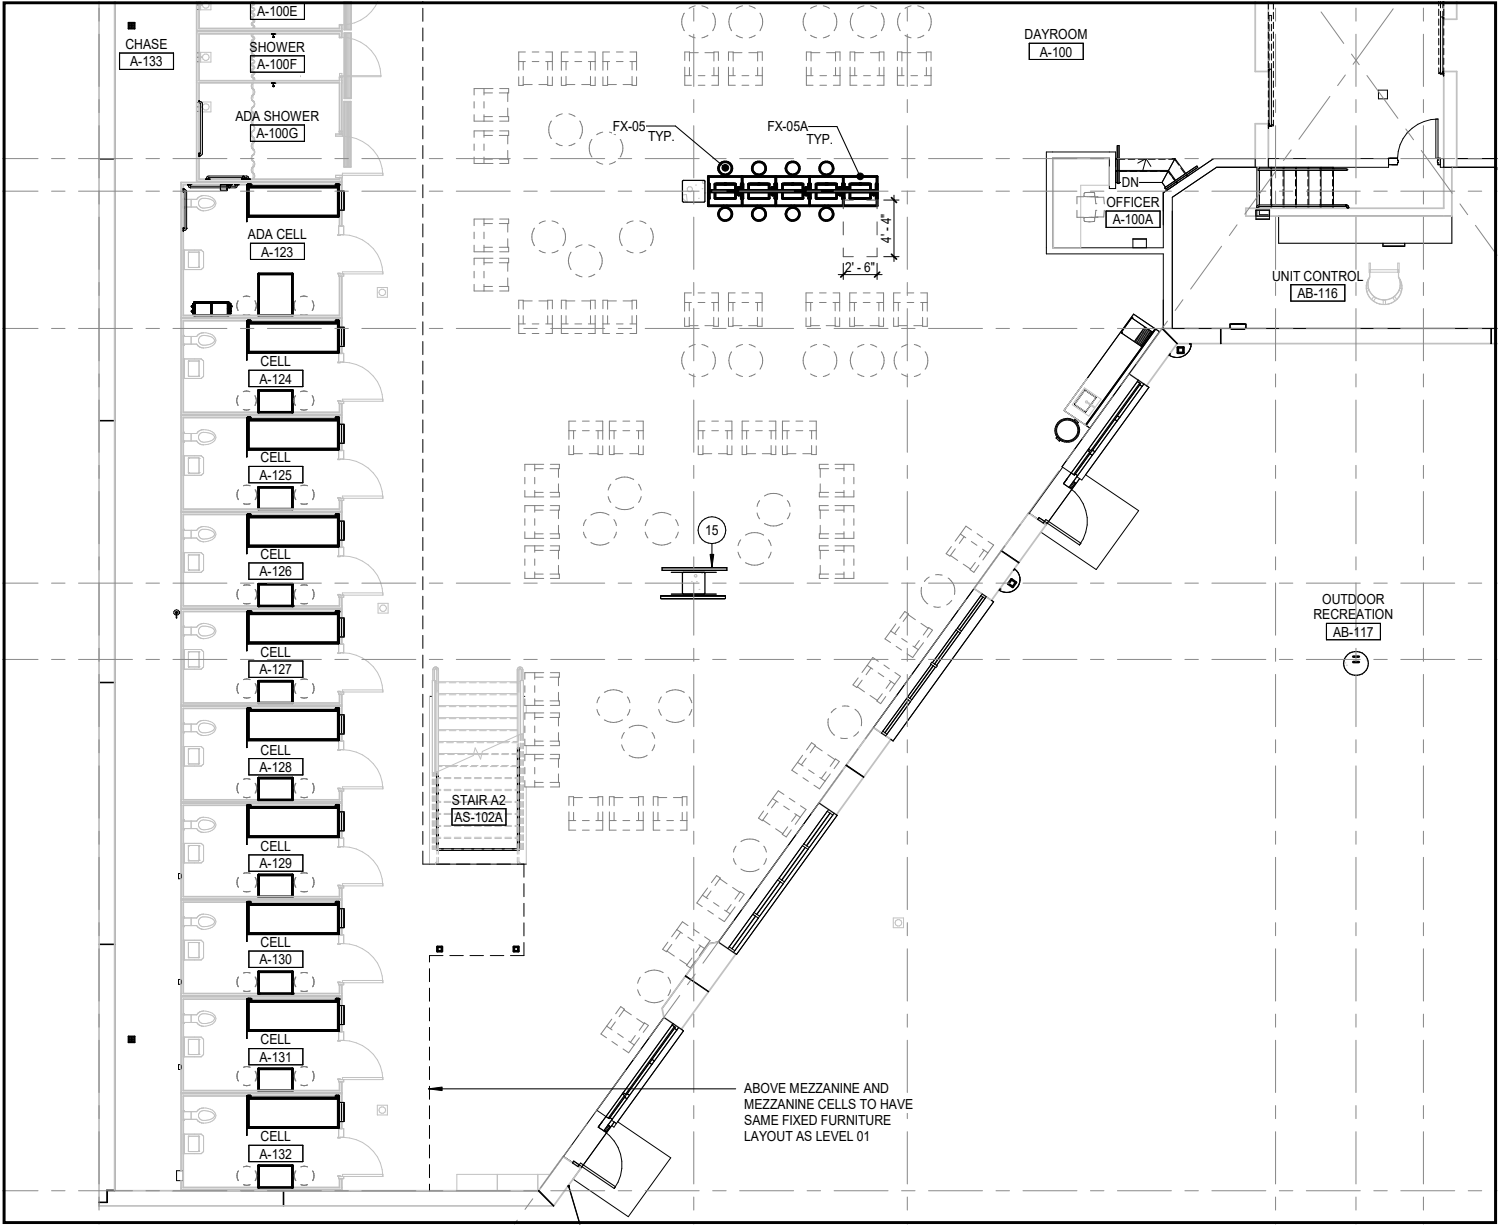 A-100E
CHASE
A-133
SHOWER
A-100F
DAYROOM
A-100
ADA SHOWER
A-100G
FX-05
TYP.
FX-05A
TYP.
DN
OFFICER
A-100A
ADA CELL
A-123
4' - 4"
2' - 6"
UNIT CONTROL
AB-116
CELL
A-124
CELL
A-125
CELL
A-126
15
OUTDOOR
RECREATION
AB-117
CELL
A-127
CELL
A-128
STAIR A2
AS-102A
CELL
A-129
CELL
A-130
CELL
A-131
ABOVE MEZZANINE AND
MEZZANINE CELLS TO HAVE
SAME FIXED FURNITURE
LAYOUT AS LEVEL 01
CELL
A-132